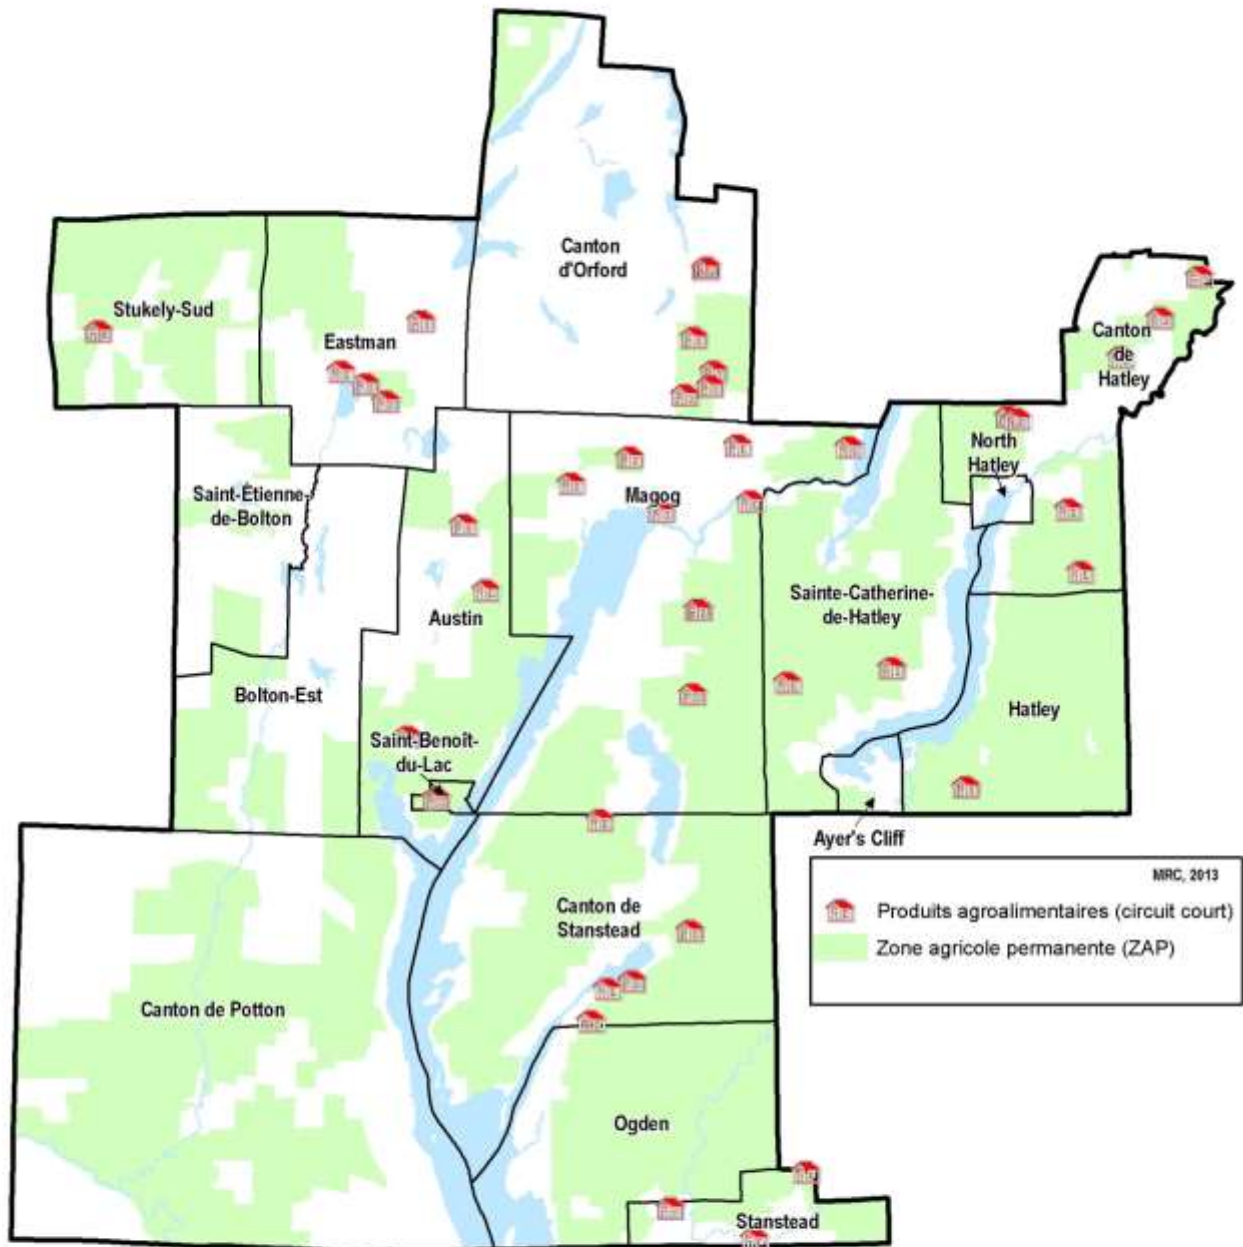 Canton
d'Orford
Stukely-Sud
Eastman
Canton
de
Hatley
North
Hatley
Saint-Étienne-
de-Bolton
Magog
Austin
Sainte-Catherine-
de-Hatley
Bolton-Est
Hatley
Saint-Benoît-
du-Lac
Ayer's Cliff
MRC, 2013
Produits agroalimentaires (circuit court)
Zone agricole permanente (ZAP)
Canton de
Stanstead
Canton de Potton
Ogden
Stanstead